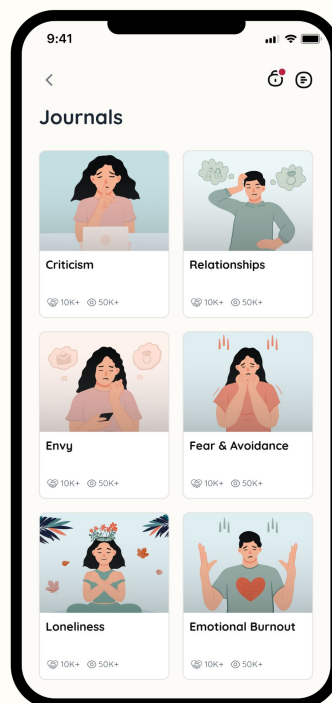 9:41
Journals
Criticism
10K+ 50K+
Relationships
10K+ 50K+
Envy
10K+ 50K+
Fear & Avoidance
10K+ 50K+
Loneliness
10K+ 50K+
Emotional Burnout
10K+ 50K+